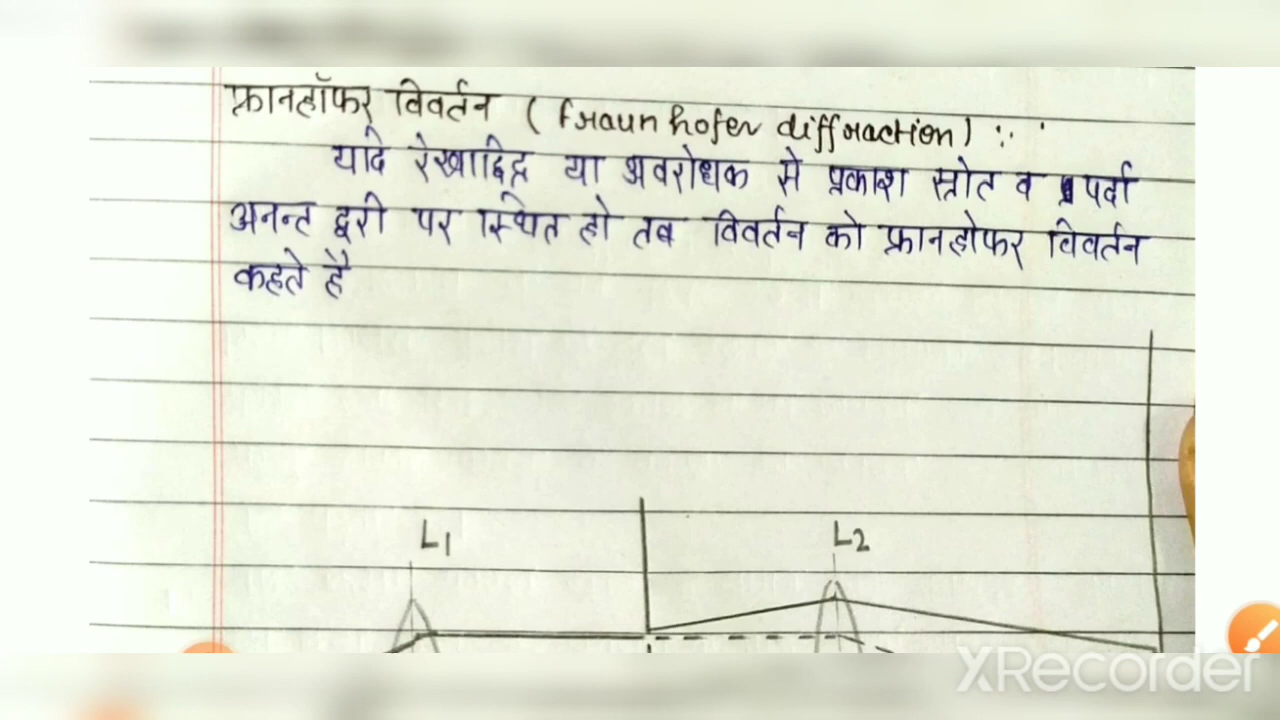 फ्रानहॉफर विवर्तन (fraunhofer diffraction) :.
यदि रेखाछिद्र या अवरोधक से प्रकाश स्त्रोत व पर्दा
अनन्त दूरी पर स्थित हो तब विवर्तन को फ्रानहोफर विवर्तन
कहते है
L1
L2
XRecorder